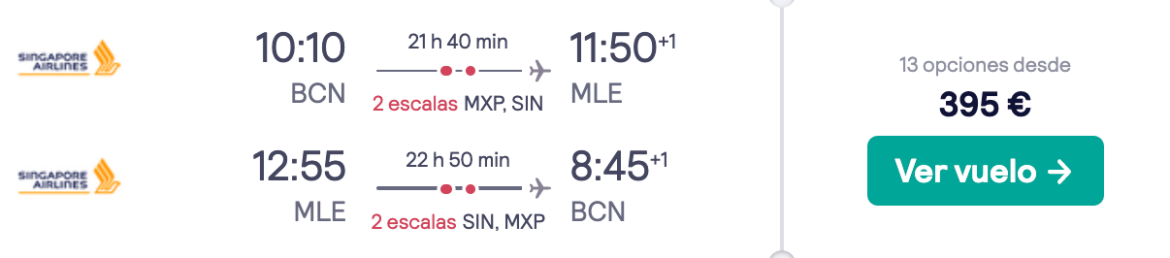 SINGAPORE AIRLINES
10:10
BCN
21 h 40 min
2 escalas MXP, SIN
11:50+1
MLE
SINGAPORE AIRLINES
12:55
MLE
22 h 50 min
2 escalas SIN, MXP
8:45+1
BCN
13 opciones desde
395 €
Ver vuelo →